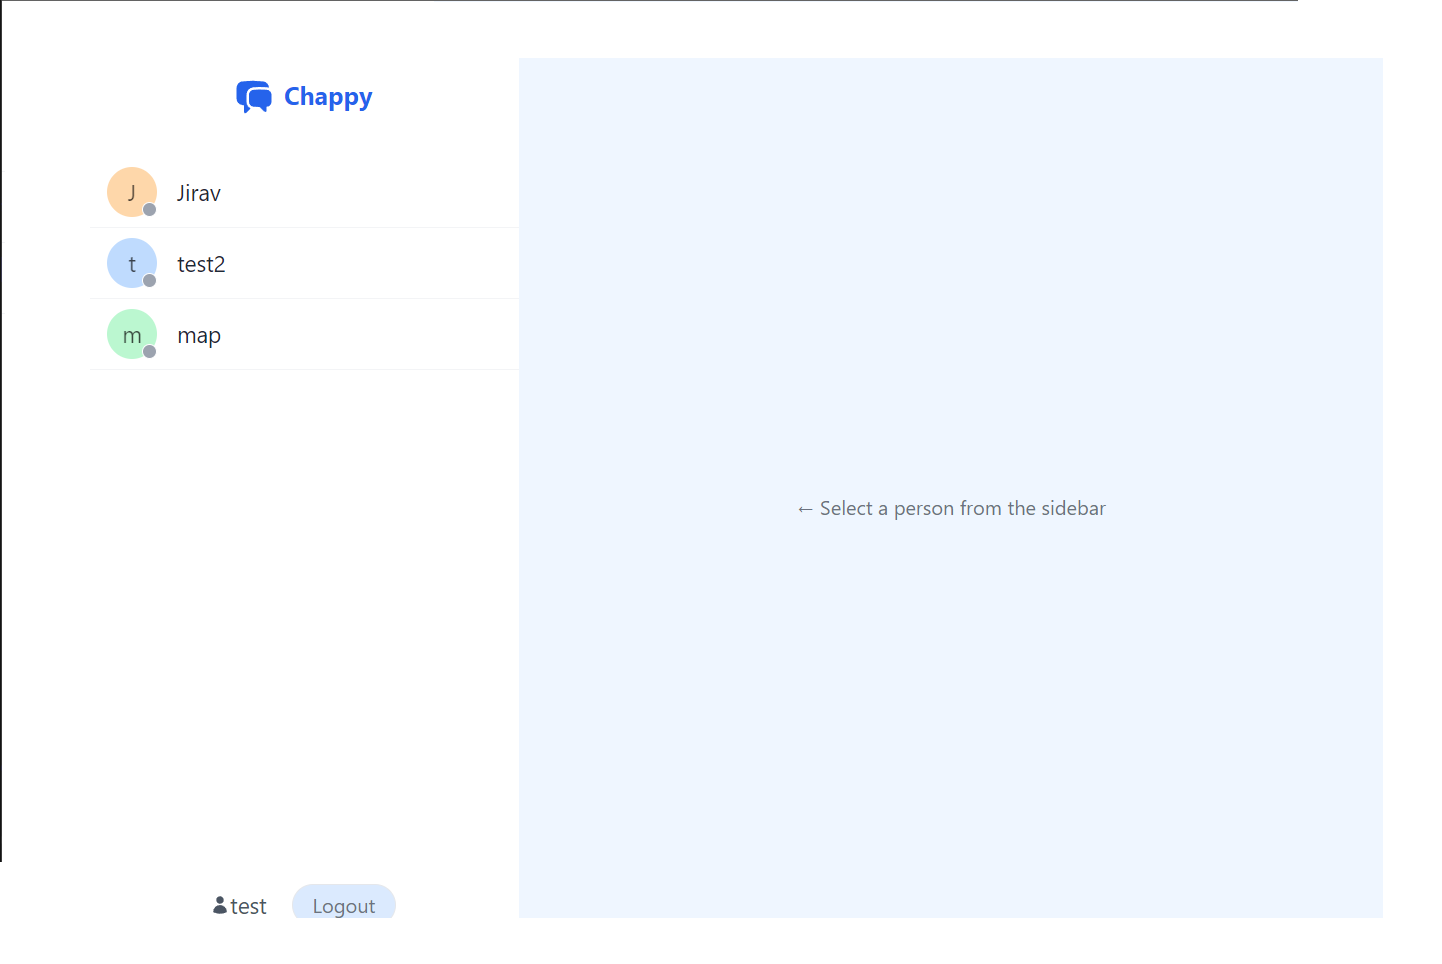 Chappy
J Jirav
t test2
m map
← Select a person from the sidebar
test Logout